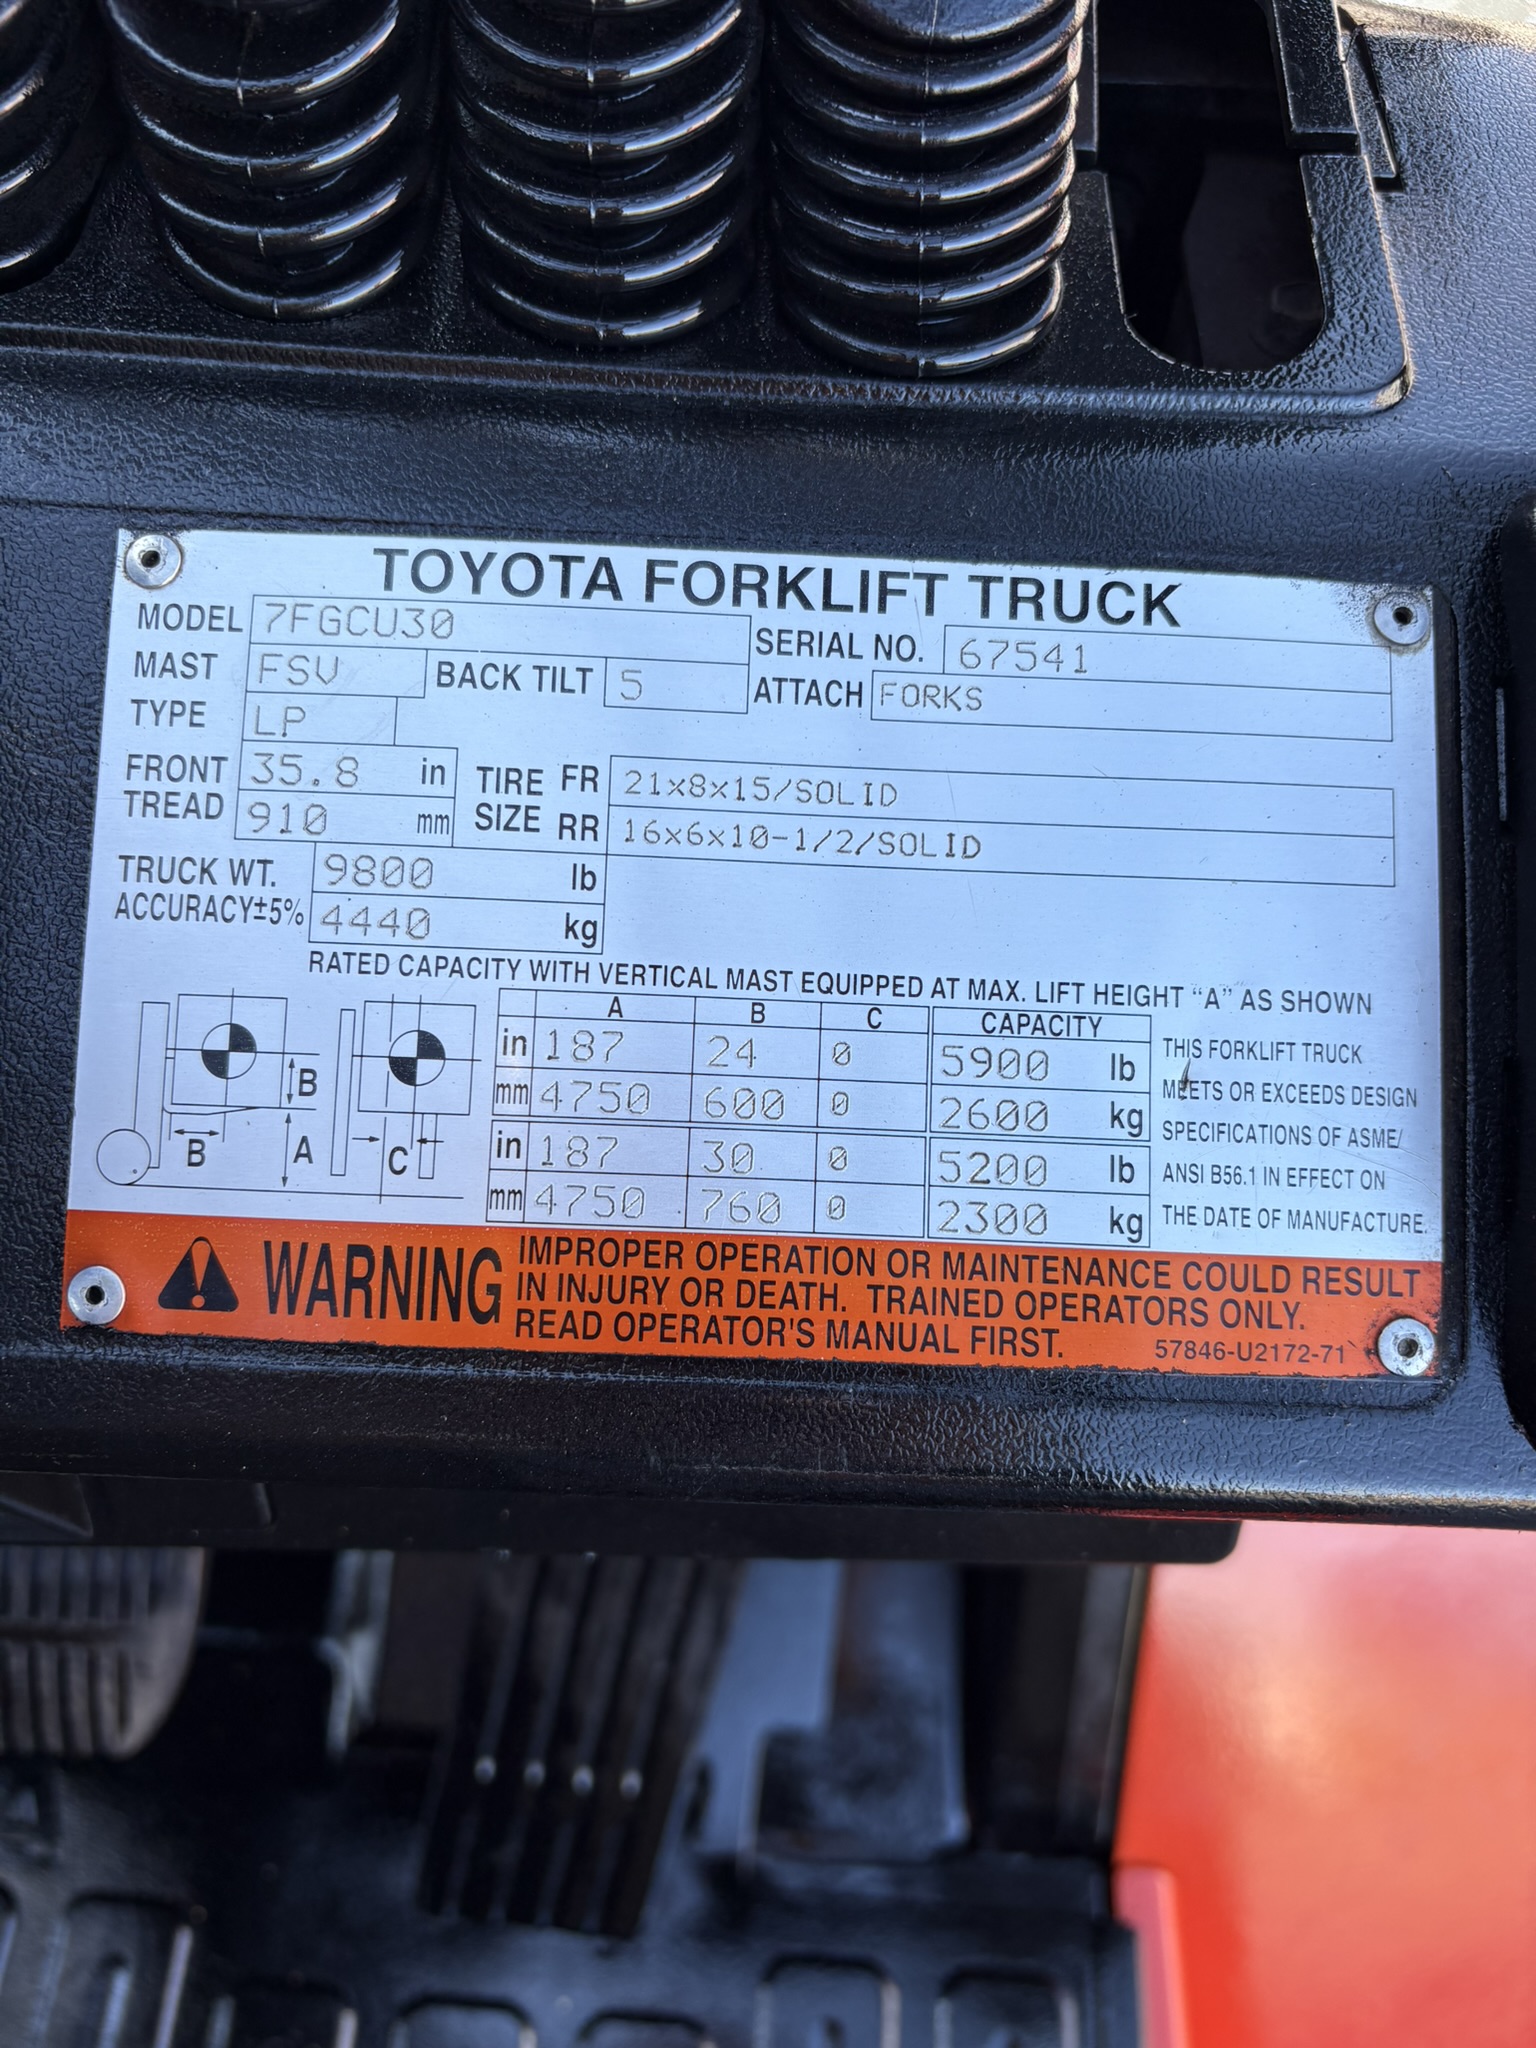 TOYOTA FORKLIFT TRUCK
MODEL 7FGCU30 SERIAL NO. 67541
MAST FSV BACK TILT 5 ATTACH FORKS
TYPE LP
FRONT TREAD 35.8 in TIRE SIZE FR 21x8x15/SOLID
910 mm RR 16x6x10-1/2/SOLID
TRUCK WT. 9800 lb
ACCURACY±5% 4440 kg
RATED CAPACITY WITH VERTICAL MAST EQUIPPED AT MAX. LIFT HEIGHT "A" AS SHOWN
A B C CAPACITY
in 187 24 0 5900 lb
mm 4750 600 0 2600 kg
in 187 30 0 5200 lb
mm 4750 760 0 2300 kg
B
B A C
THIS FORKLIFT TRUCK
MEETS OR EXCEEDS DESIGN
SPECIFICATIONS OF ASME/
ANSI B56.1 IN EFFECT ON
THE DATE OF MANUFACTURE.
WARNING
IMPROPER OPERATION OR MAINTENANCE COULD RESULT
IN INJURY OR DEATH. TRAINED OPERATORS ONLY.
READ OPERATOR'S MANUAL FIRST.
57846-U2172-71